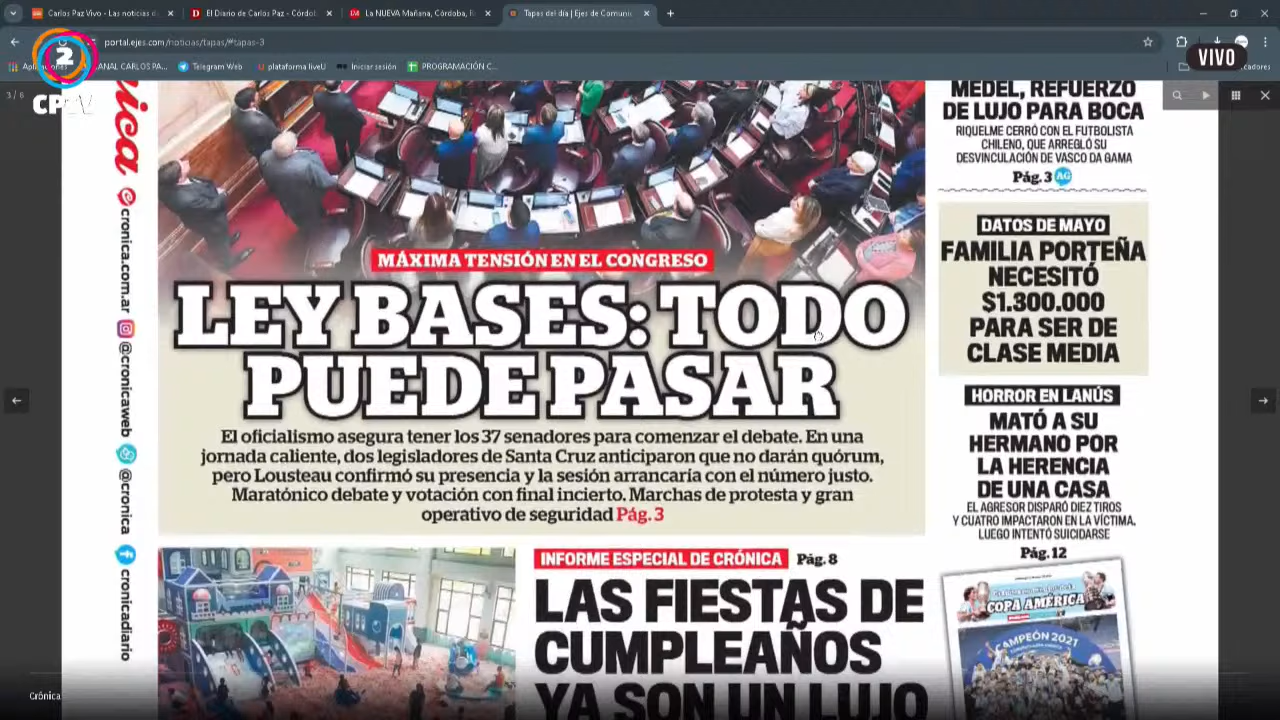 Carlos Paz Vivo - Las noticias d
El Diario de Carlos Paz - Córdob
La NUEVA Mañana, Córdoba, R
Tapas del día | Ejes de Comunic
portal.ejes.com/noticias/tapas/#tapas-3
Telegram Web
plataforma liveU
Iniciar sesión
PROGRAMACIÓN C...
2
VIVO
3 / 6
MEDEL, REFUERZO
DE LUJO PARA BOCA
RIQUELME CERRÓ CON EL FUTBOLISTA
CHILENO, QUE ARREGLÓ SU
DESVINCULACIÓN DE VASCO DA GAMA
Pág. 3 AG
DATOS DE MAYO
FAMILIA PORTEÑA
NECESITÓ
$1.300.000
PARA SER DE
CLASE MEDIA
HORROR EN LANÚS
MATÓ A SU
HERMANO POR
LA HERENCIA
DE UNA CASA
EL AGRESOR DISPARÓ DIEZ TIROS
Y CUATRO IMPACTARON EN LA VÍCTIMA.
LUEGO INTENTÓ SUICIDARSE
Pág. 12
COPA AMÉRICA
CAMPEÓN 2021
cronica.com.ar
@cronicaweb
@cronica
cronicadiario
MÁXIMA TENSIÓN EN EL CONGRESO
LEY BASES: TODO
PUEDE PASAR
El oficialismo asegura tener los 37 senadores para comenzar el debate. En una
jornada caliente, dos legisladores de Santa Cruz anticiparon que no darán quórum,
pero Lousteau confirmó su presencia y la sesión arrancaría con el número justo.
Maratónico debate y votación con final incierto. Marchas de protesta y gran
operativo de seguridad Pág. 3
INFORME ESPECIAL DE CRÓNICA Pág. 8
LAS FIESTAS DE
CUMPLEAÑOS
YA SON UN LUJO
Crónica